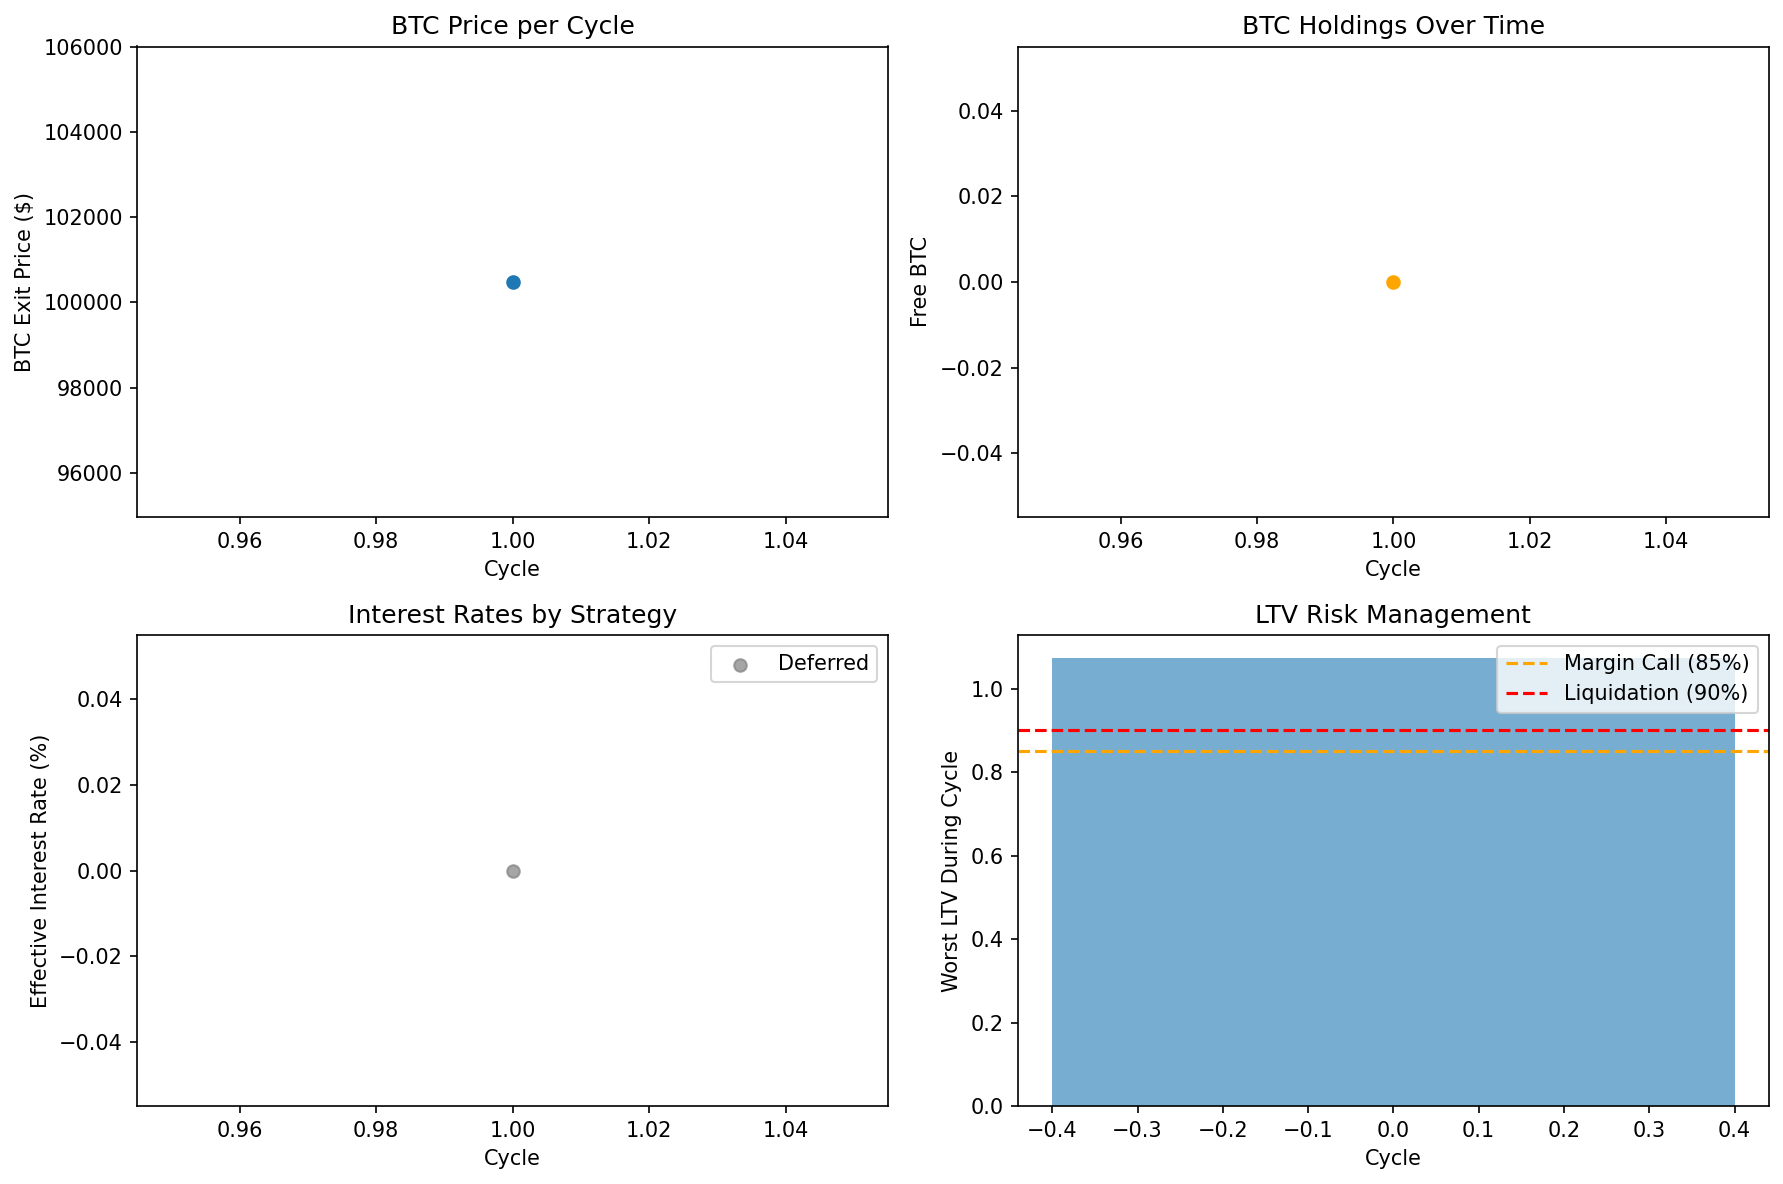 BTC Price per Cycle
106000
104000
102000
100000
98000
96000
BTC Exit Price ($)
0.96 0.98 1.00 1.02 1.04
Cycle
BTC Holdings Over Time
0.04
0.02
0.00
−0.02
−0.04
Free BTC
0.96 0.98 1.00 1.02 1.04
Cycle
Interest Rates by Strategy
Deferred
0.04
0.02
0.00
−0.02
−0.04
Effective Interest Rate (%)
0.96 0.98 1.00 1.02 1.04
Cycle
LTV Risk Management
Margin Call (85%)
Liquidation (90%)
1.0
0.8
0.6
0.4
0.2
0.0
Worst LTV During Cycle
−0.4 −0.3 −0.2 −0.1 0.0 0.1 0.2 0.3 0.4
Cycle